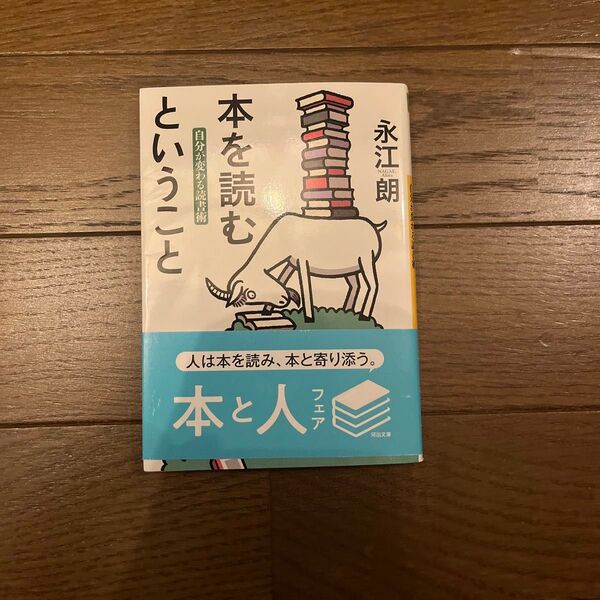 本を読む
ということ
自分が変わる読書術
永江朗
NAGAE Akira
人は本を読み、本と寄り添う。
本と人フェア
河出文庫